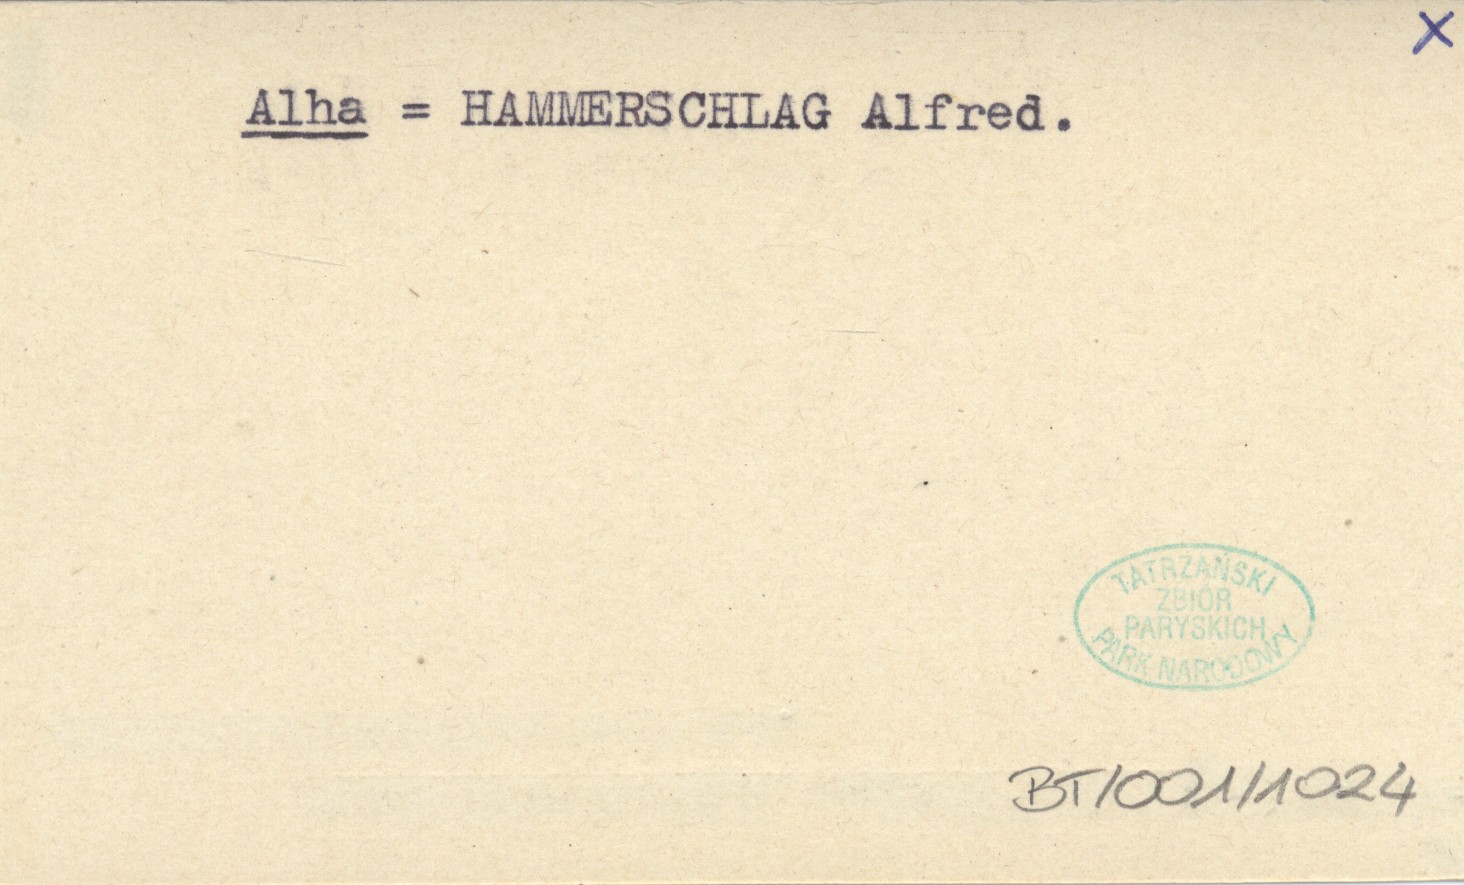 X
Alha = HAMMERSCHLAG Alfred.
TATRZAŃSKI
ZBIÓR
PARYSKICH
PARK NARODOWY
BT/001/1024